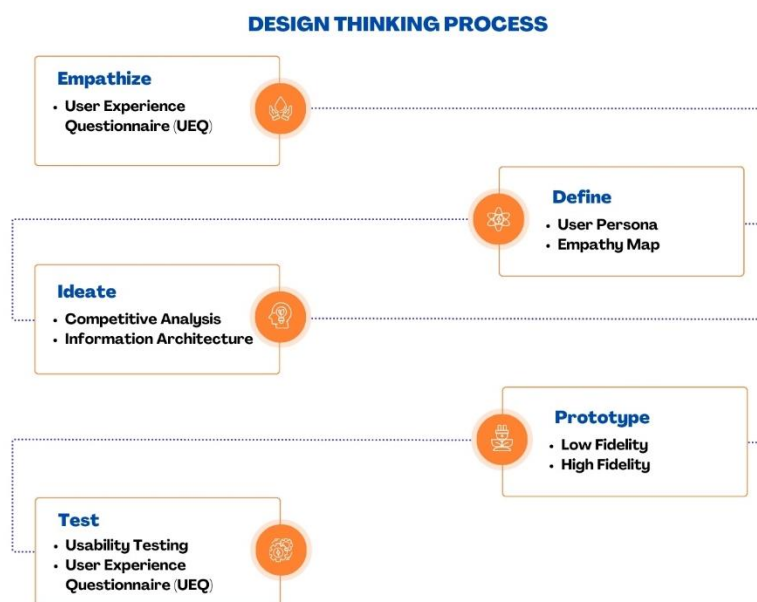 DESIGN THINKING PROCESS
Empathize
• User Experience
Questionnaire (UEQ)
Define
• User Persona
• Empathy Map
Ideate
• Competitive Analysis
• Information Architecture
Prototype
• Low Fidelity
• High Fidelity
Test
• Usability Testing
• User Experience
Questionnaire (UEQ)